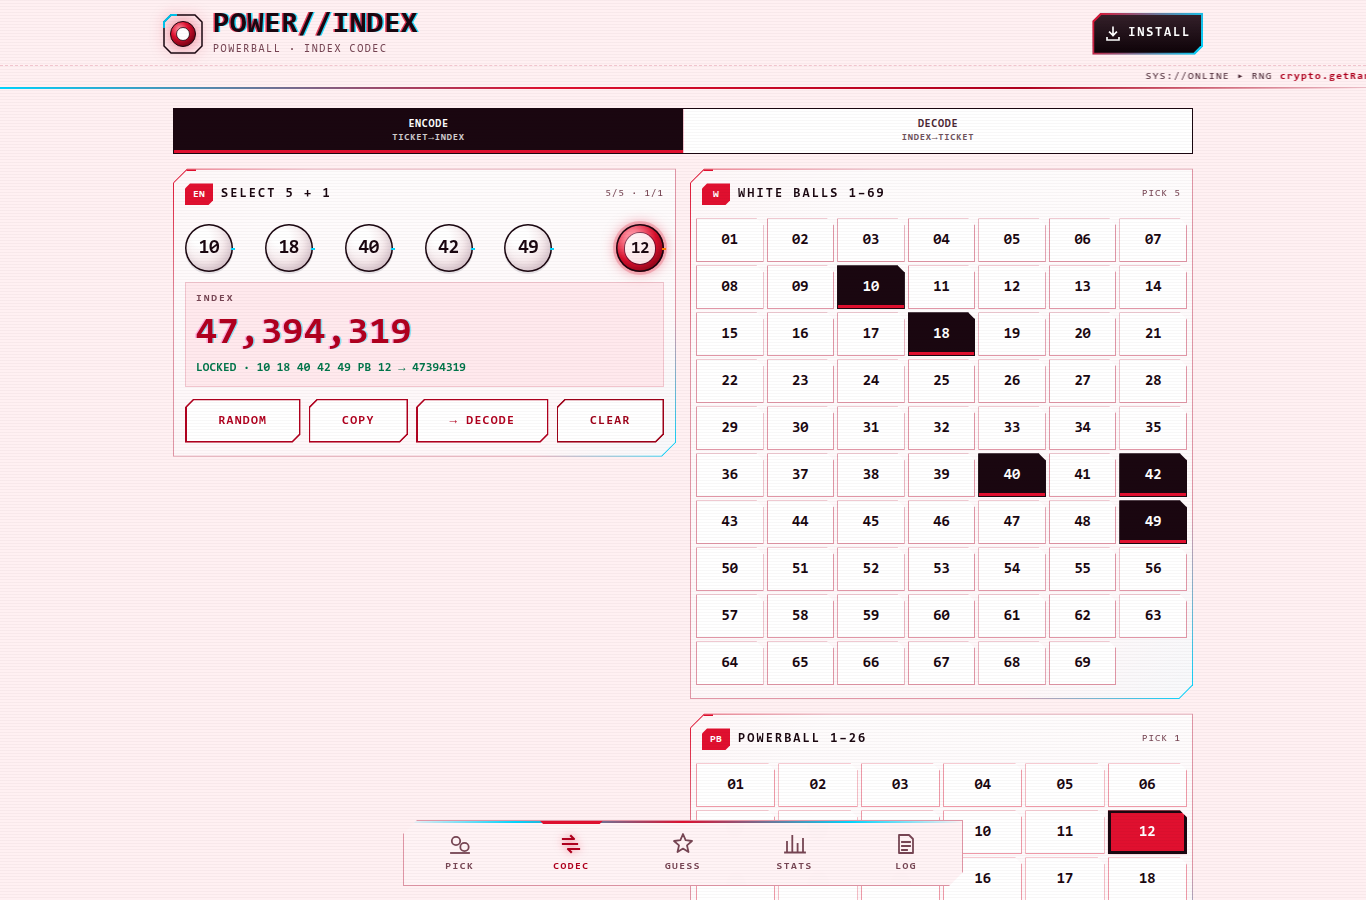 POWER//INDEX
POWERBALL · INDEX CODEC
INSTALL
SYS://ONLINE ▸ RNG crypto.getRan
ENCODE
TICKET→INDEX
DECODE
INDEX→TICKET
EN SELECT 5 + 1 5/5 · 1/1
10 18 40 42 49 12
INDEX
47,394,319
LOCKED · 10 18 40 42 49 PB 12 → 47394319
RANDOM COPY → DECODE CLEAR
W WHITE BALLS 1–69 PICK 5
01 02 03 04 05 06 07
08 09 10 11 12 13 14
15 16 17 18 19 20 21
22 23 24 25 26 27 28
29 30 31 32 33 34 35
36 37 38 39 40 41 42
43 44 45 46 47 48 49
50 51 52 53 54 55 56
57 58 59 60 61 62 63
64 65 66 67 68 69
PB POWERBALL 1–26 PICK 1
01 02 03 04 05 06
10 11 12
16 17 18
PICK CODEC GUESS STATS LOG